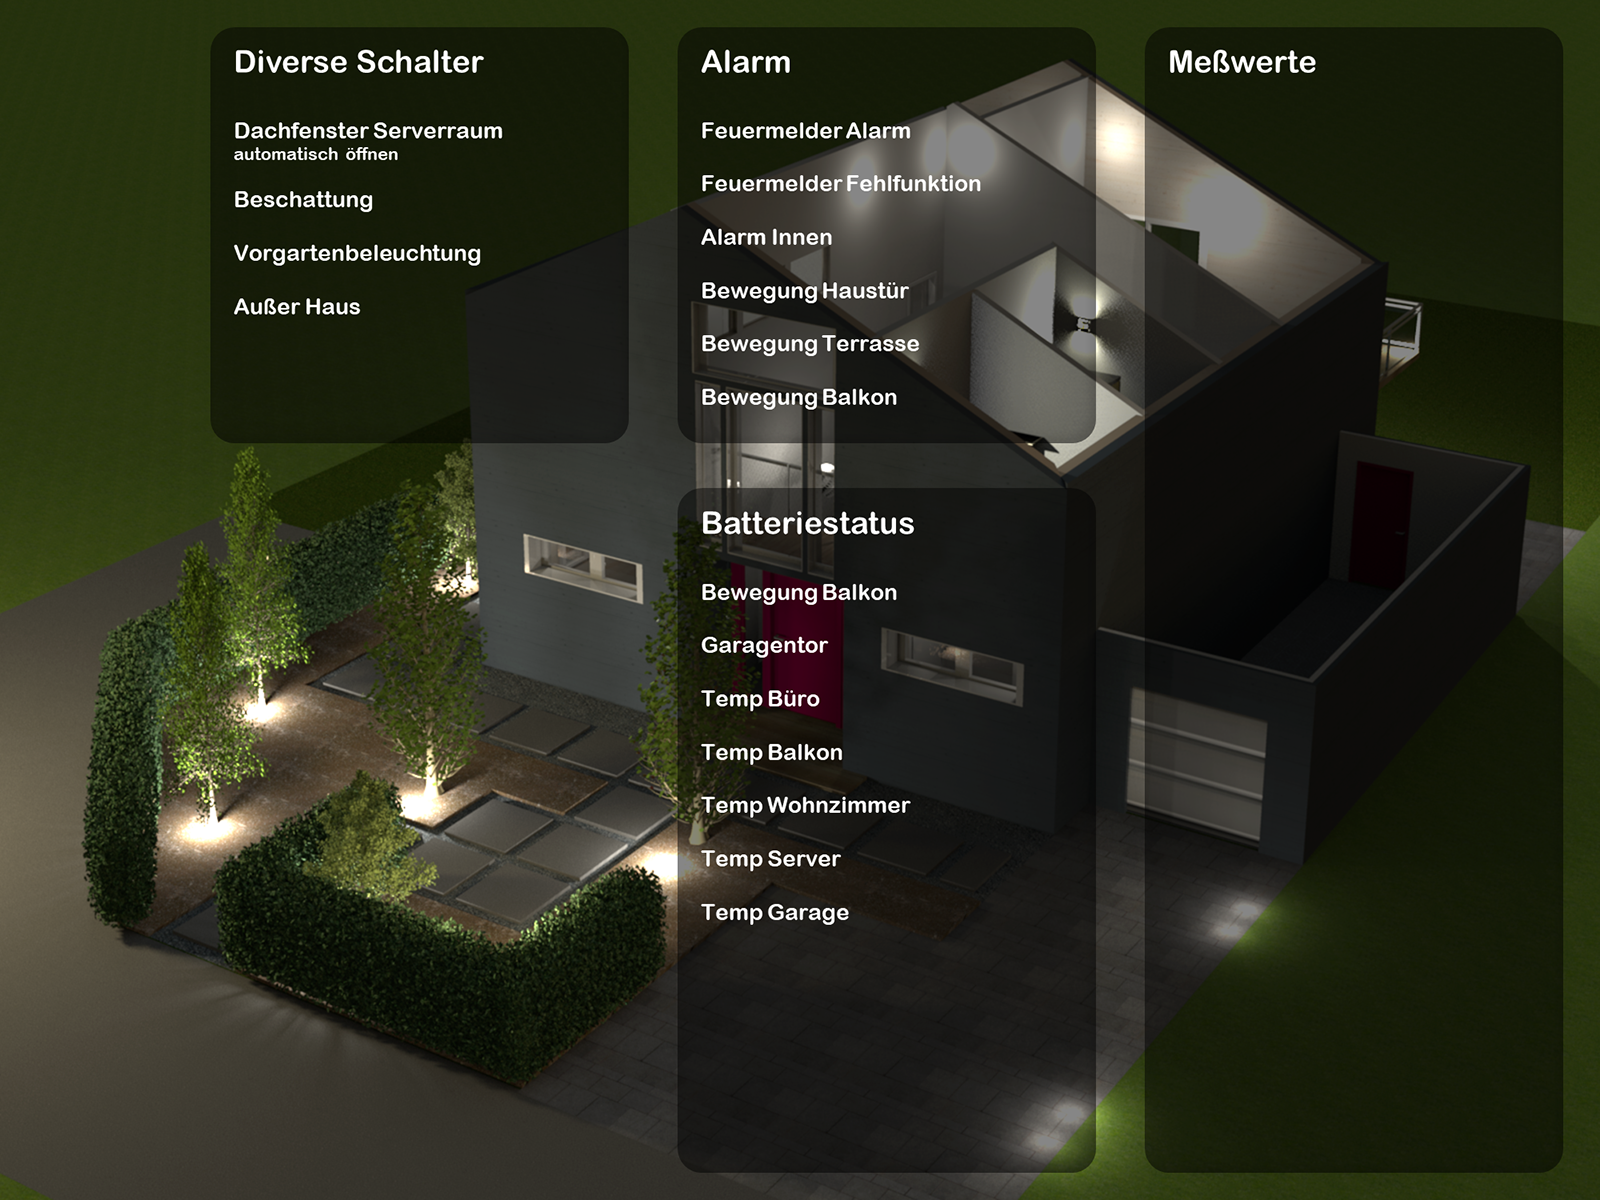 Diverse Schalter
Dachfenster Serverraum
automatisch öffnen
Beschattung
Vorgartenbeleuchtung
Außer Haus
Alarm
Feuermelder Alarm
Feuermelder Fehlfunktion
Alarm Innen
Bewegung Haustür
Bewegung Terrasse
Bewegung Balkon
Batteriestatus
Bewegung Balkon
Garagentor
Temp Büro
Temp Balkon
Temp Wohnzimmer
Temp Server
Temp Garage
Meßwerte